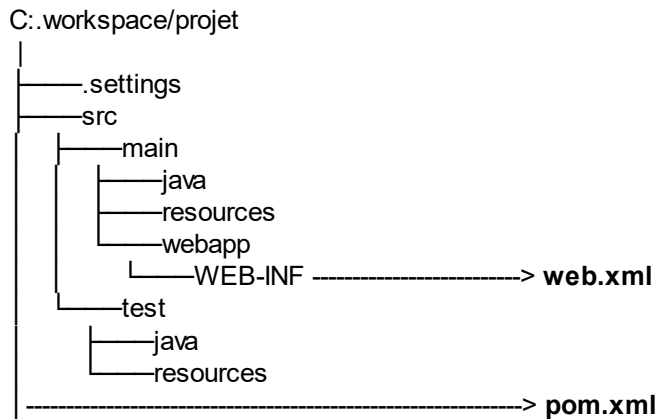 C:.workspace/projet
.settings
src
main
java
resources
webapp
WEB-INF --------------------------> web.xml
test
java
resources
--------------------------------------------------------------> pom.xml